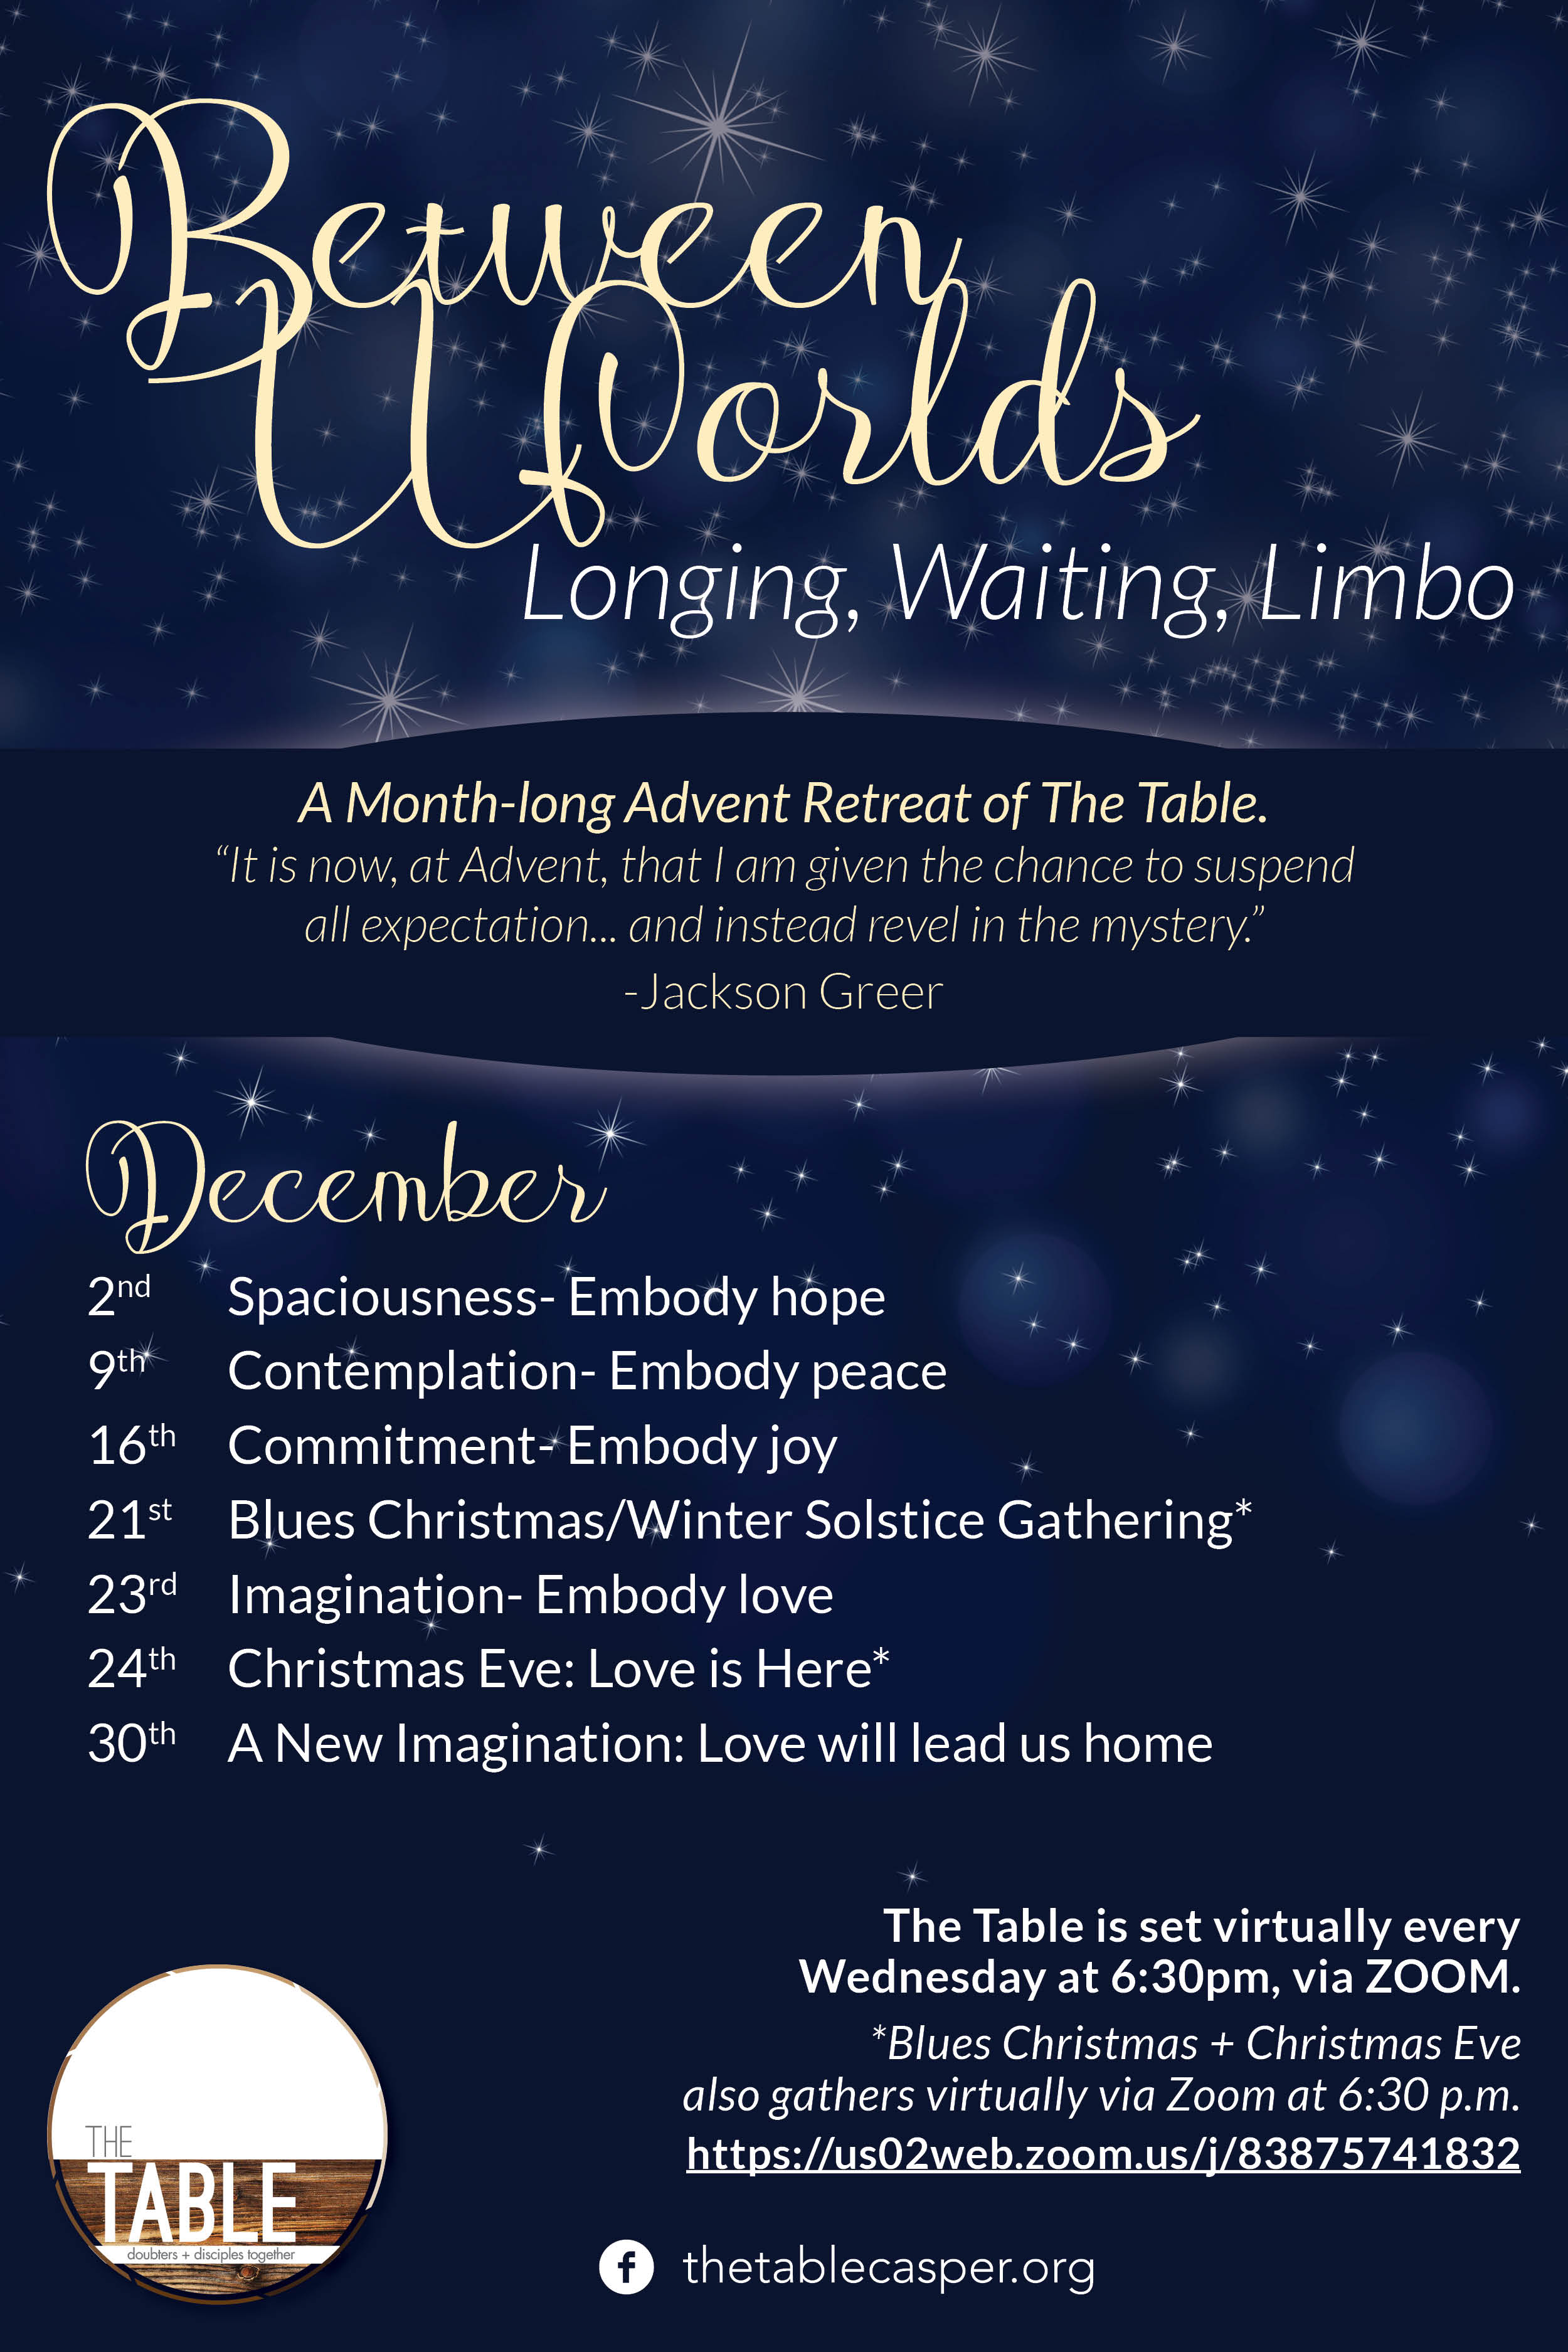 Between
Worlds
Longing, Waiting, Limbo
A Month-long Advent Retreat of The Table.
“It is now, at Advent, that I am given the chance to suspend
all expectation... and instead revel in the mystery.”
-Jackson Greer
December
2nd Spaciousness- Embody hope
9th Contemplation- Embody peace
16th Commitment- Embody joy
21st Blues Christmas/Winter Solstice Gathering*
23rd Imagination- Embody love
24th Christmas Eve: Love is Here*
30th A New Imagination: Love will lead us home
The Table is set virtually every
Wednesday at 6:30pm, via ZOOM.
*Blues Christmas + Christmas Eve
also gathers virtually via Zoom at 6:30 p.m.
https://us02web.zoom.us/j/83875741832
THE
TABLE
doubters + disciples together
f thetablecasper.org